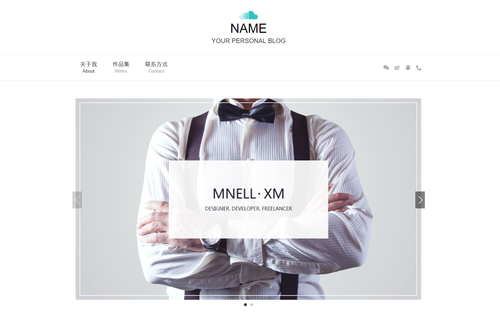 NAME
YOUR PERSONAL BLOG
关于我 作品集 联系方式
About Works Contact
MNELL· XM
DESIGNER. DEVELOPER. FREELANCER